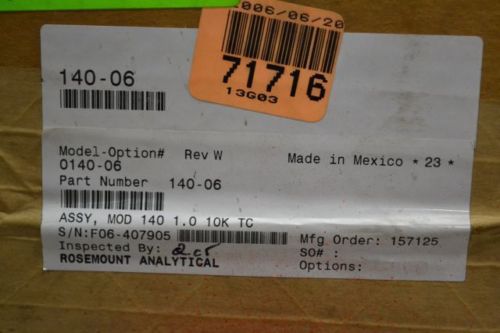 006/06/20
71716
13G03
140-06
Model-Option# Rev W Made in Mexico * 23 *
0140-06
Part Number 140-06
ASSY, MOD 140 1.0 10K TC
S/N:F06-407905 Mfg Order: 157125
Inspected By: SO# :
ROSEMOUNT ANALYTICAL Options: